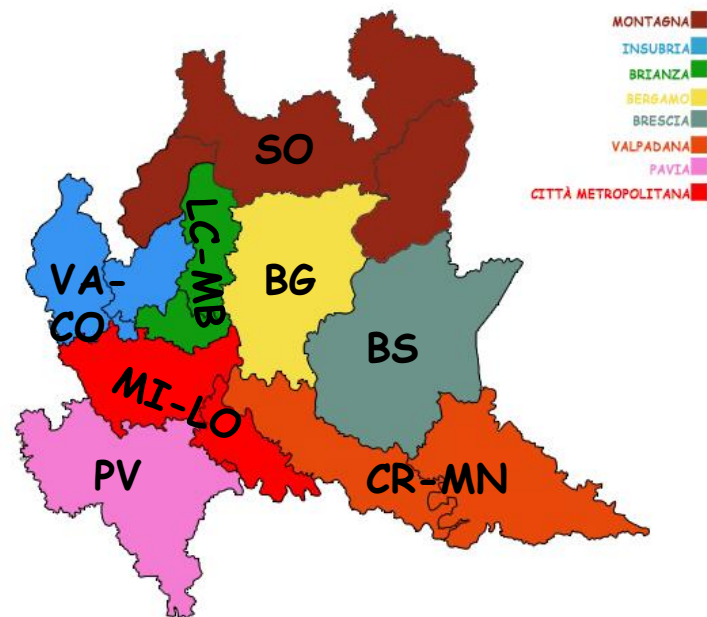 MONTAGNA
INSUBRIA
BRIANZA
BERGAMO
BRESCIA
VALPADANA
PAVIA
CITTÀ METROPOLITANA
SO
LC-MB
VA-
CO
BG
BS
MI-LO
PV
CR-MN